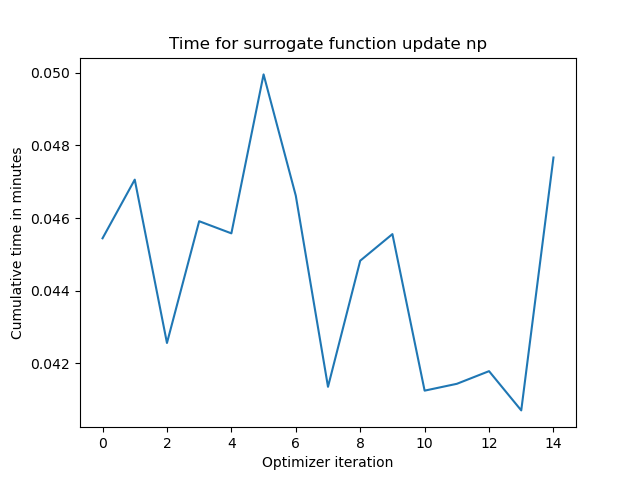 Time for surrogate function update np
Cumulative time in minutes
0.050
0.048
0.046
0.044
0.042
0 2 4 6 8 10 12 14
Optimizer iteration